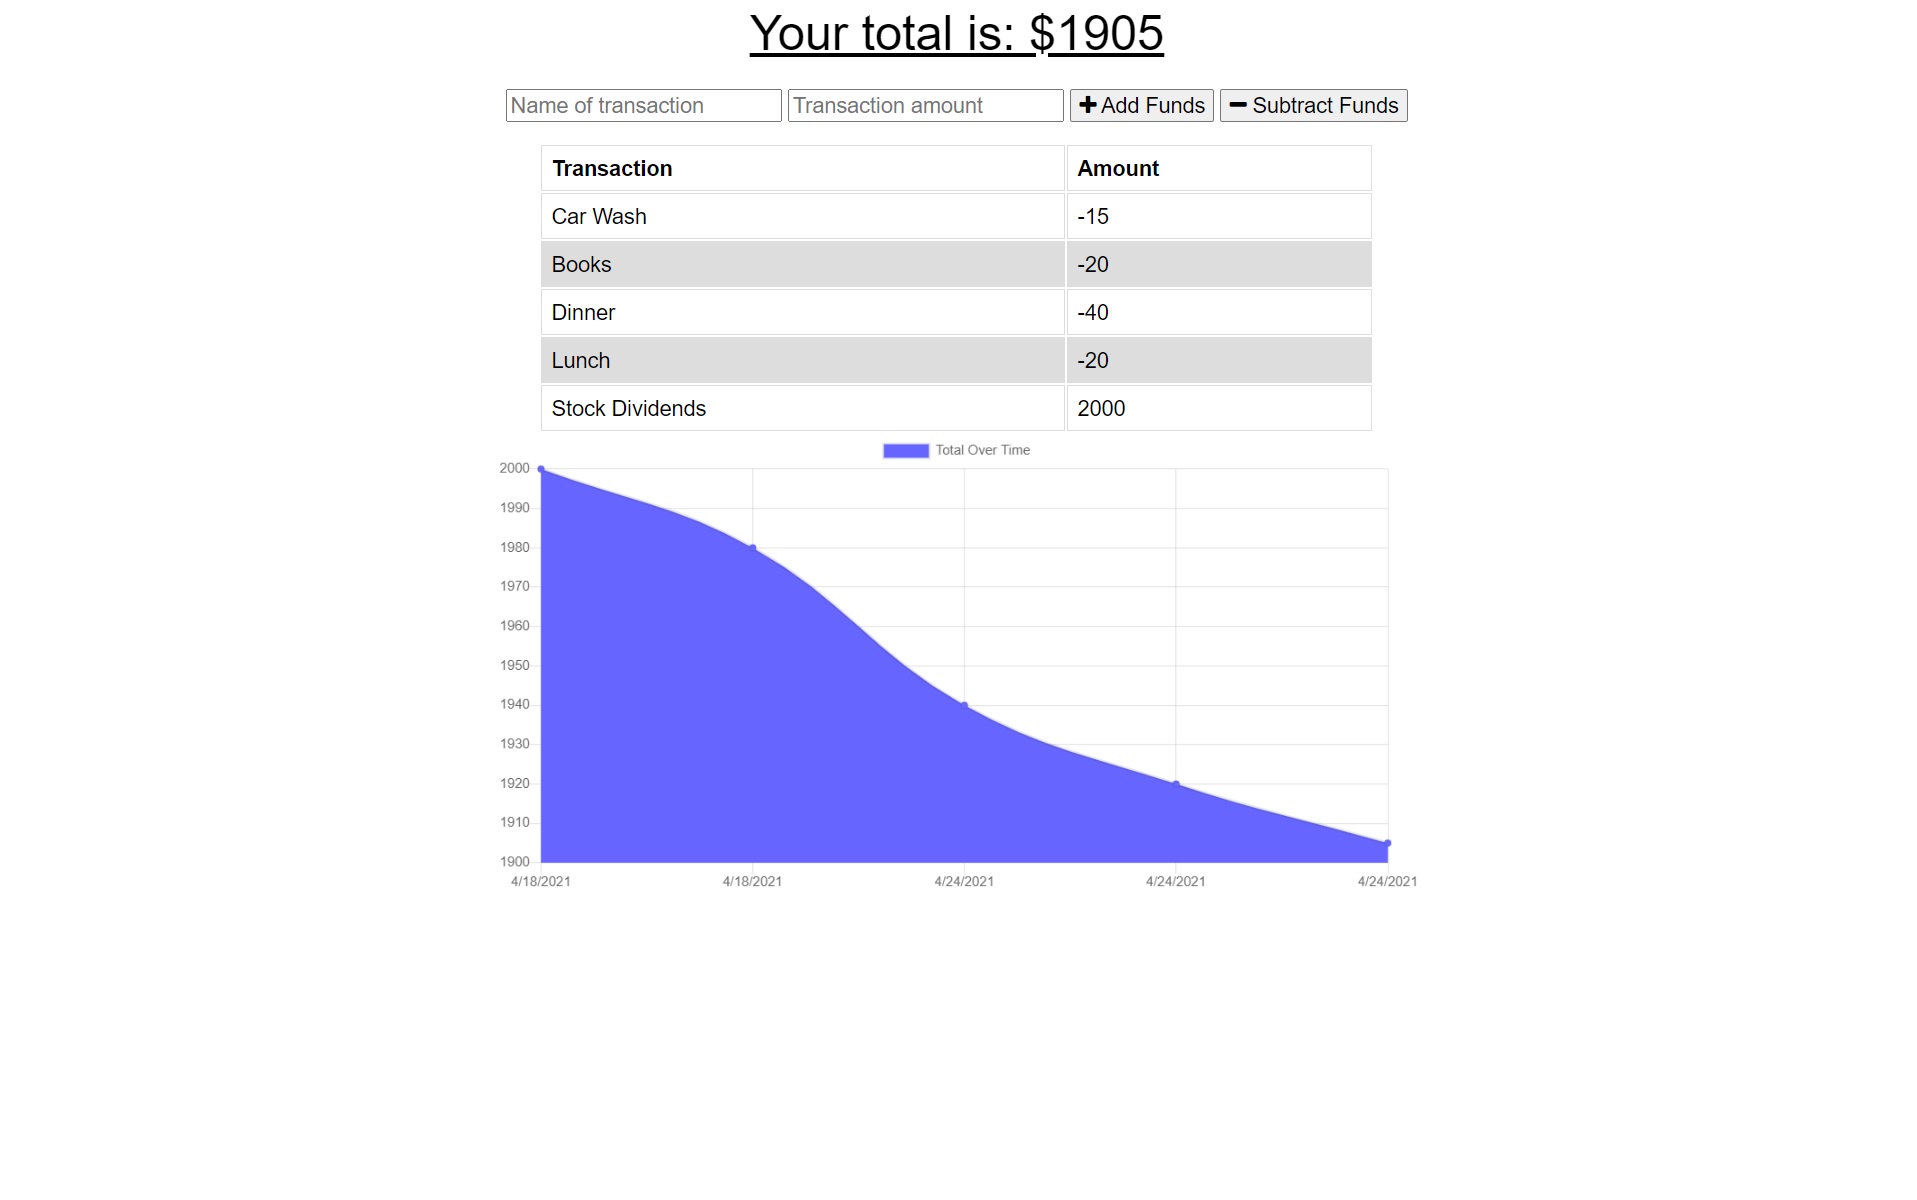 Your total is: $1905
Name of transaction Transaction amount Add Funds Subtract Funds
Transaction Amount
Car Wash -15
Books -20
Dinner -40
Lunch -20
Stock Dividends 2000
Total Over Time
2000
1990
1980
1970
1960
1950
1940
1930
1920
1910
1900
4/18/2021 4/18/2021 4/24/2021 4/24/2021 4/24/2021